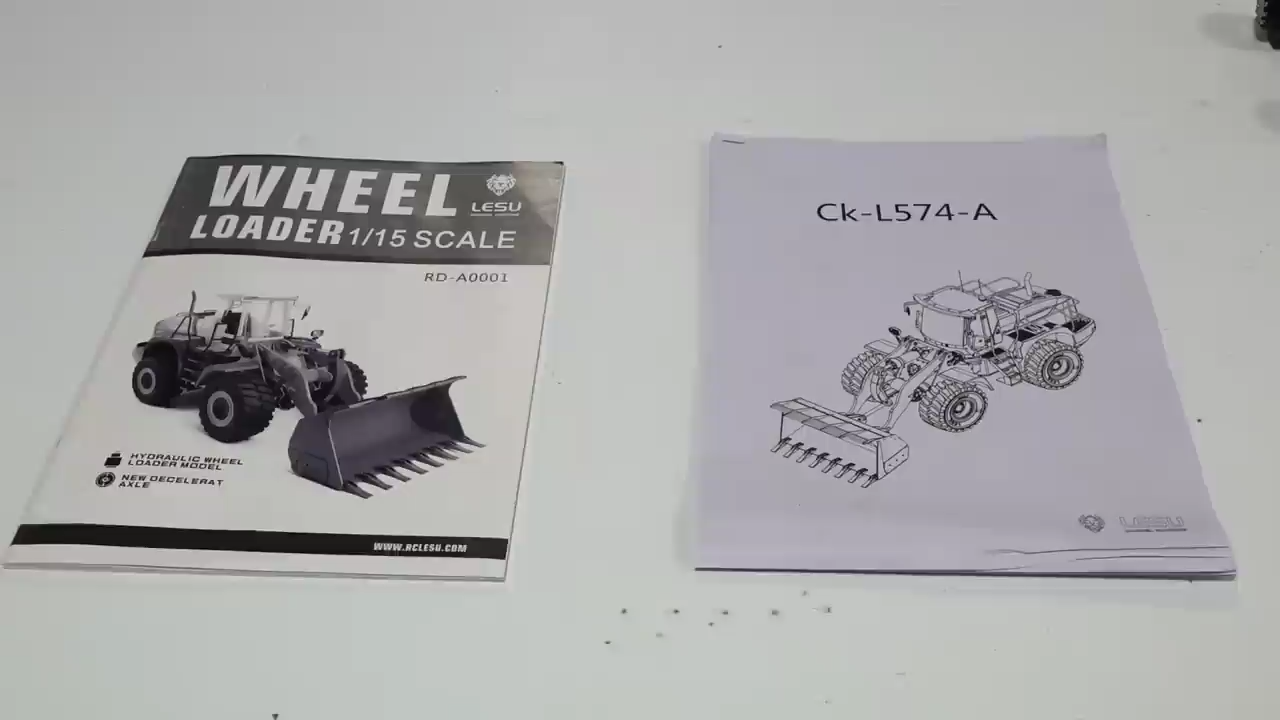 WHEEL
LOADER 1/15 SCALE
LESU
RD-A0001
HYDRAULIC WHEEL
LOADER MODEL
NEW DECELERAT
AXLE
WWW.RCLESU.COM
Ck-L574-A
LESU